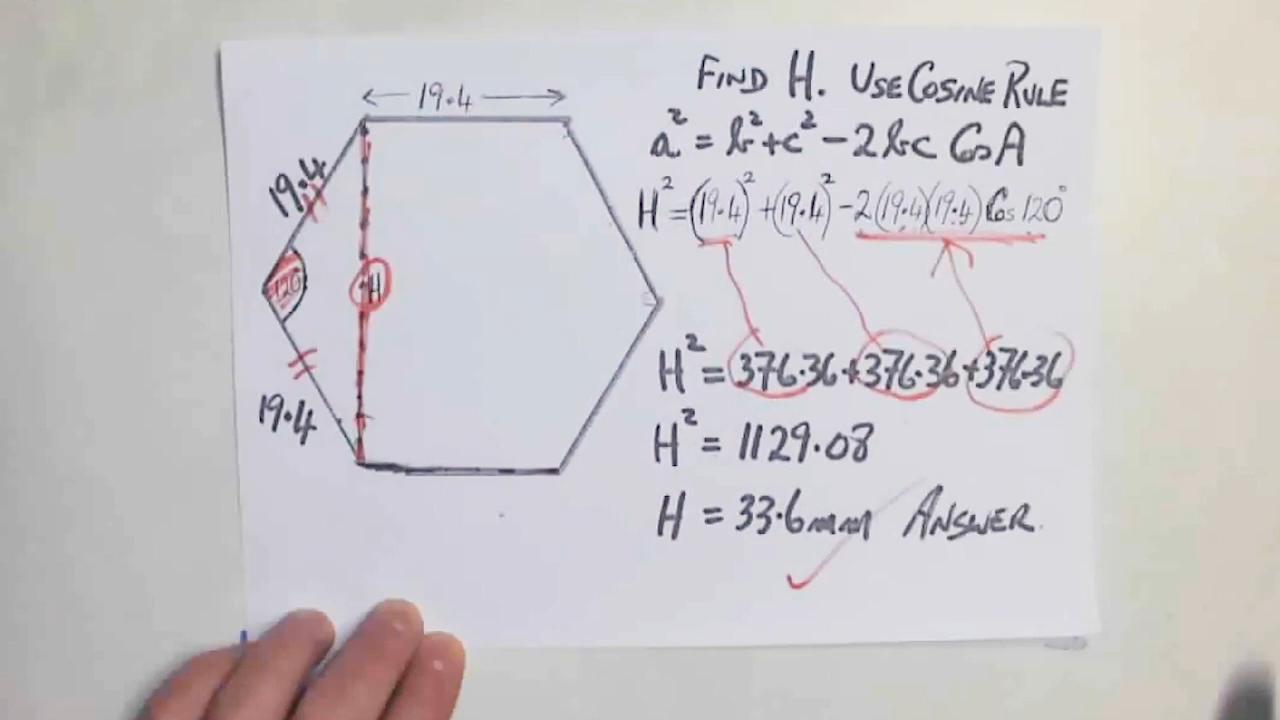 FIND H. USE COSINE RULE
a² = b² + c² - 2bc Cos A
H² = (19.4)² + (19.4)² - 2(19.4)(19.4) Cos 120°
H² = 376.36 + 376.36 + 376.36
H² = 1129.08
H = 33.6mm ANSWER.
19.4
19.4
120
H
19.4